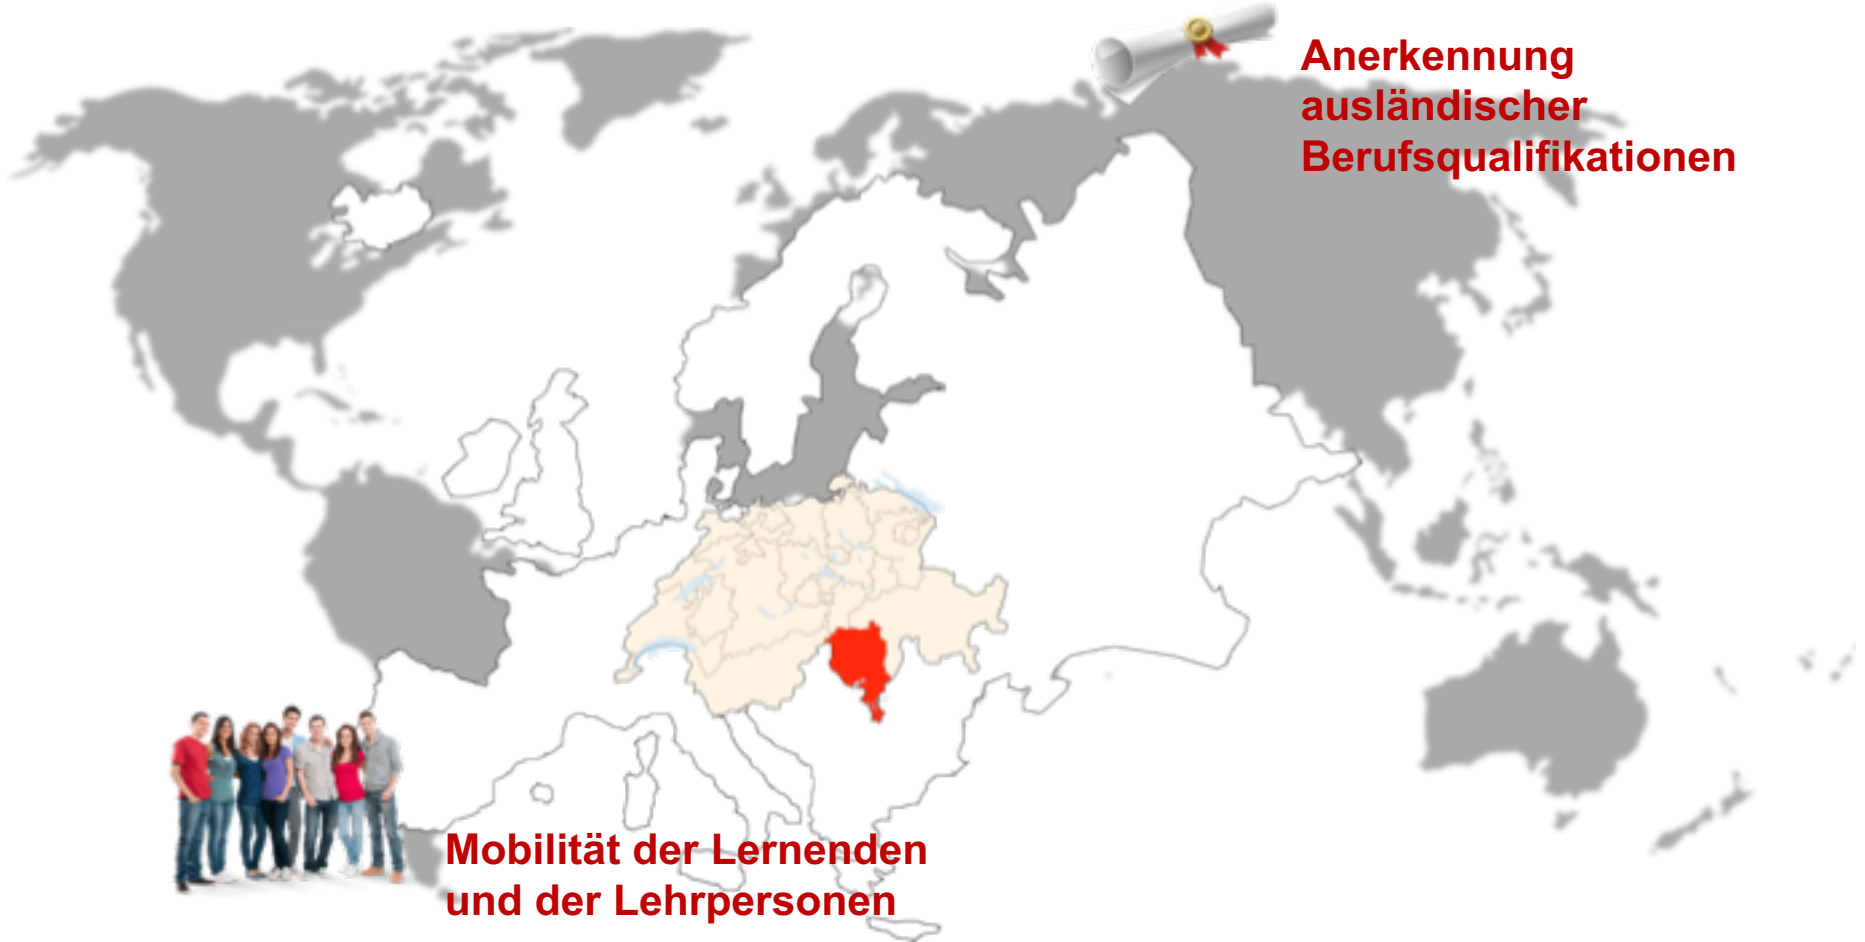 Anerkennung
ausländischer
Berufsqualifikationen
Mobilität der Lernenden
und der Lehrpersonen